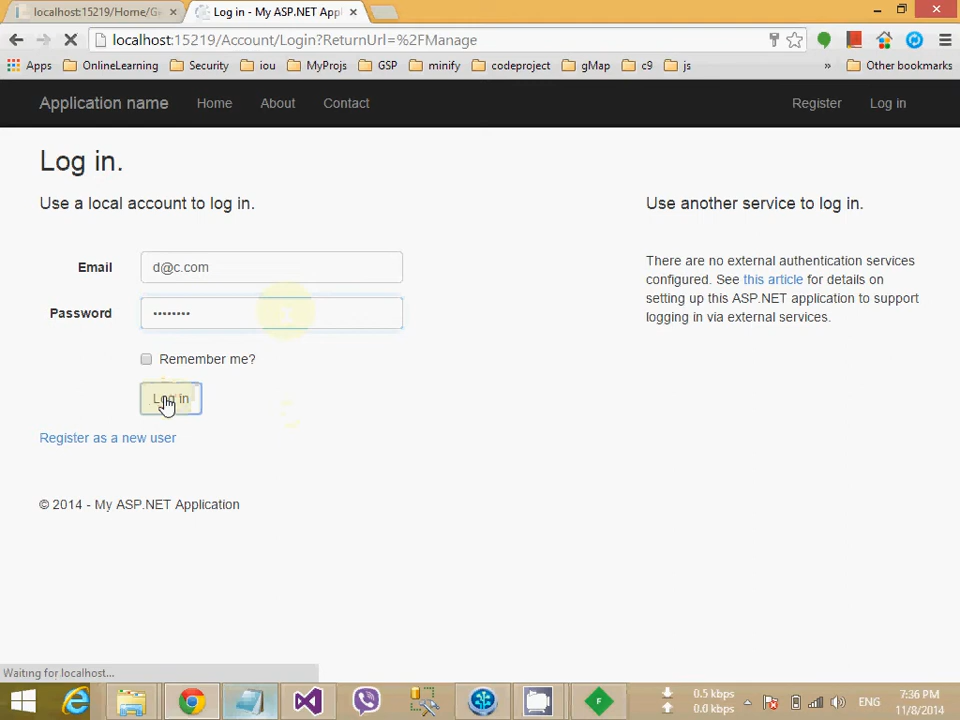 localhost:15219/Home/G
Log in - My ASP.NET Appl
localhost:15219/Account/Login?ReturnUrl=%2FManage
Apps OnlineLearning Security iou MyProjs GSP minify codeproject gMap c9 js » Other bookmarks
Application name Home About Contact Register Log in
Log in.
Use a local account to log in.
Use another service to log in.
Email d@c.com
There are no external authentication services
configured. See this article for details on
setting up this ASP.NET application to support
logging in via external services.
Password ········
Remember me?
Log in
Register as a new user
© 2014 - My ASP.NET Application
Waiting for localhost...
0.5 kbps
0.0 kbps
ENG
7:36 PM
11/8/2014